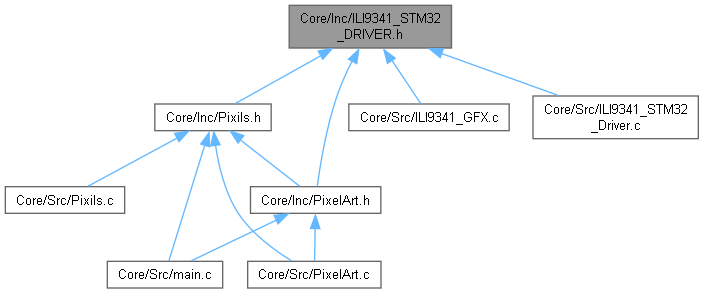 Core/Inc/ILI9341_STM32
_DRIVER.h
Core/Inc/Pixils.h
Core/Src/ILI9341_GFX.c
Core/Src/ILI9341_STM32
_Driver.c
Core/Src/Pixils.c
Core/Inc/PixelArt.h
Core/Src/main.c
Core/Src/PixelArt.c